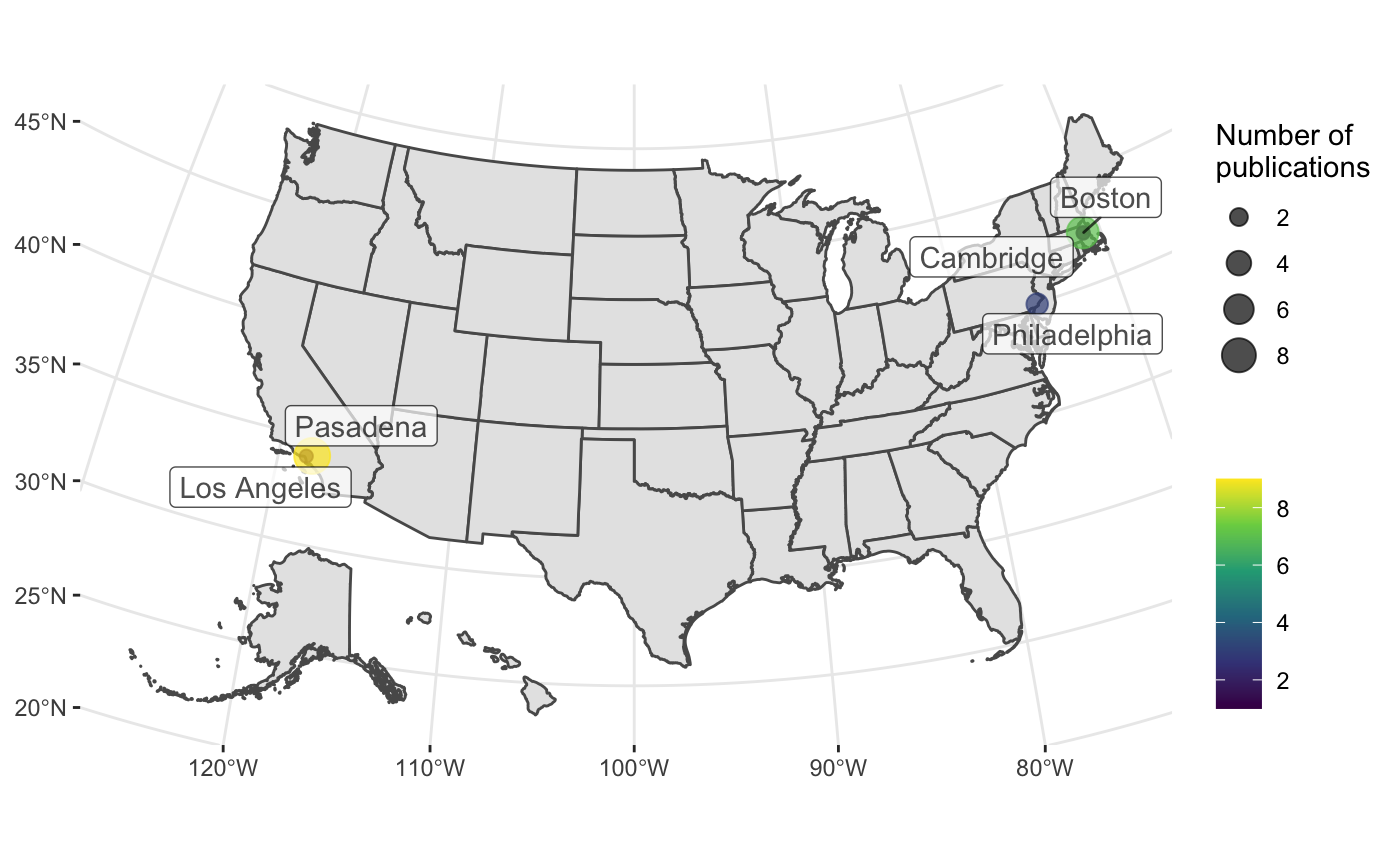 45°N
40°N
35°N
30°N
25°N
20°N
120°W
110°W
100°W
90°W
80°W
Boston
Cambridge
Philadelphia
Pasadena
Los Angeles
Number of
publications
2
4
6
8
8
6
4
2